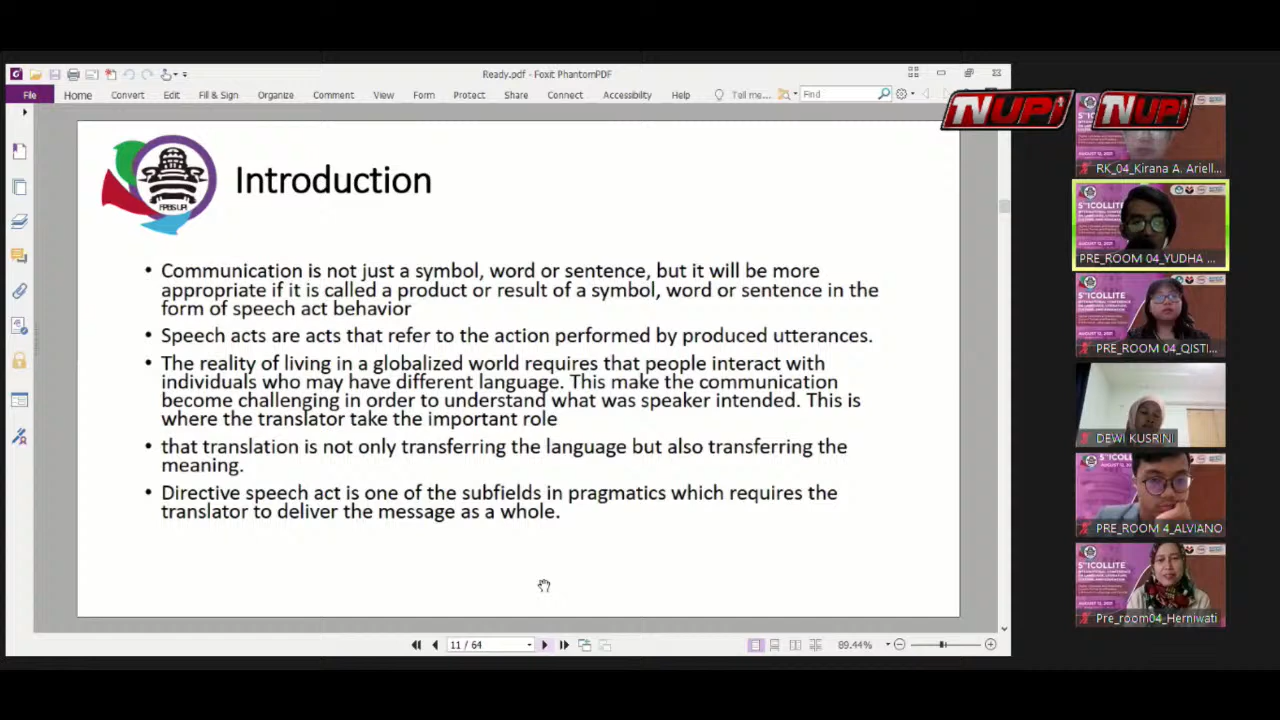 Ready.pdf - Foxit PhantomPDF
File Home Convert Edit Fill & Sign Organize Comment View Form Protect Share Connect Accessibility Help Tell me... Find
TVUPI TVUPI
FPBS UPI
Introduction
• Communication is not just a symbol, word or sentence, but it will be more
appropriate if it is called a product or result of a symbol, word or sentence in the
form of speech act behavior
• Speech acts are acts that refer to the action performed by produced utterances.
• The reality of living in a globalized world requires that people interact with
individuals who may have different language. This make the communication
become challenging in order to understand what was speaker intended. This is
where the translator take the important role
• that translation is not only transferring the language but also transferring the
meaning.
• Directive speech act is one of the subfields in pragmatics which requires the
translator to deliver the message as a whole.
11 / 64
89.44%
RK_04_Kirana A. Ariell...
PRE_ROOM 04_YUDHA ...
5TH ICOLLITE
PRE_ROOM 04_QISTI...
DEWI KUSRINI
PRE_ROOM 4_ALVIANO
5TH ICOLLITE
Pre_room04_Herniwati